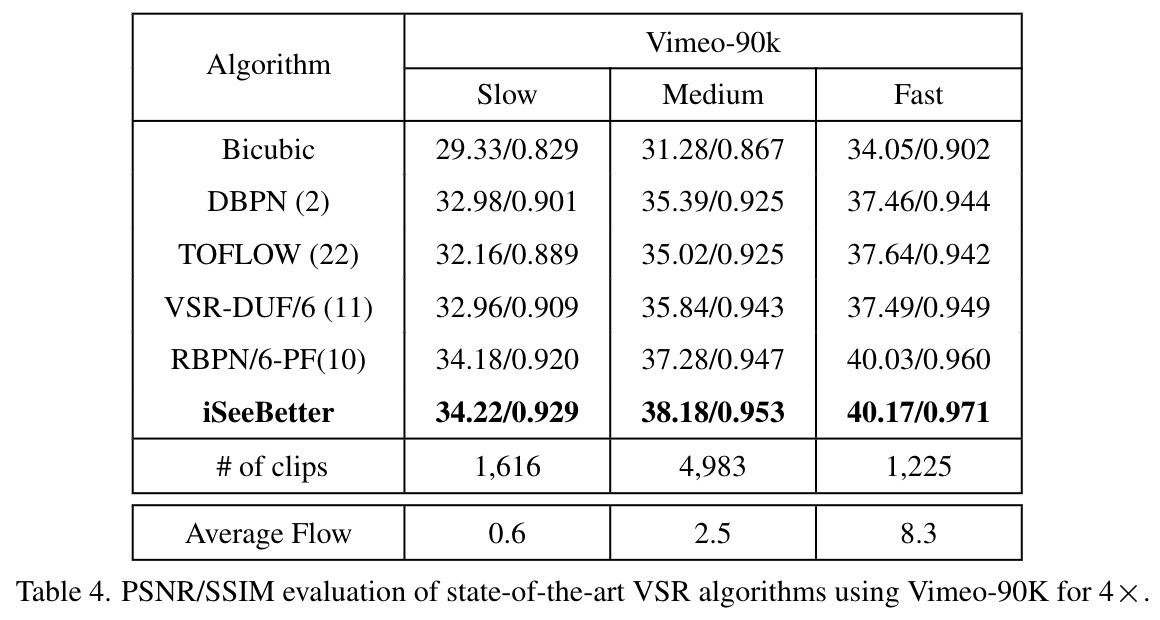 Algorithm Vimeo-90k
Slow Medium Fast
Bicubic 29.33/0.829 31.28/0.867 34.05/0.902
DBPN (2) 32.98/0.901 35.39/0.925 37.46/0.944
TOFLOW (22) 32.16/0.889 35.02/0.925 37.64/0.942
VSR-DUF/6 (11) 32.96/0.909 35.84/0.943 37.49/0.949
RBPN/6-PF(10) 34.18/0.920 37.28/0.947 40.03/0.960
iSeeBetter 34.22/0.929 38.18/0.953 40.17/0.971
# of clips 1,616 4,983 1,225
Average Flow 0.6 2.5 8.3
Table 4. PSNR/SSIM evaluation of state-of-the-art VSR algorithms using Vimeo-90K for 4×.